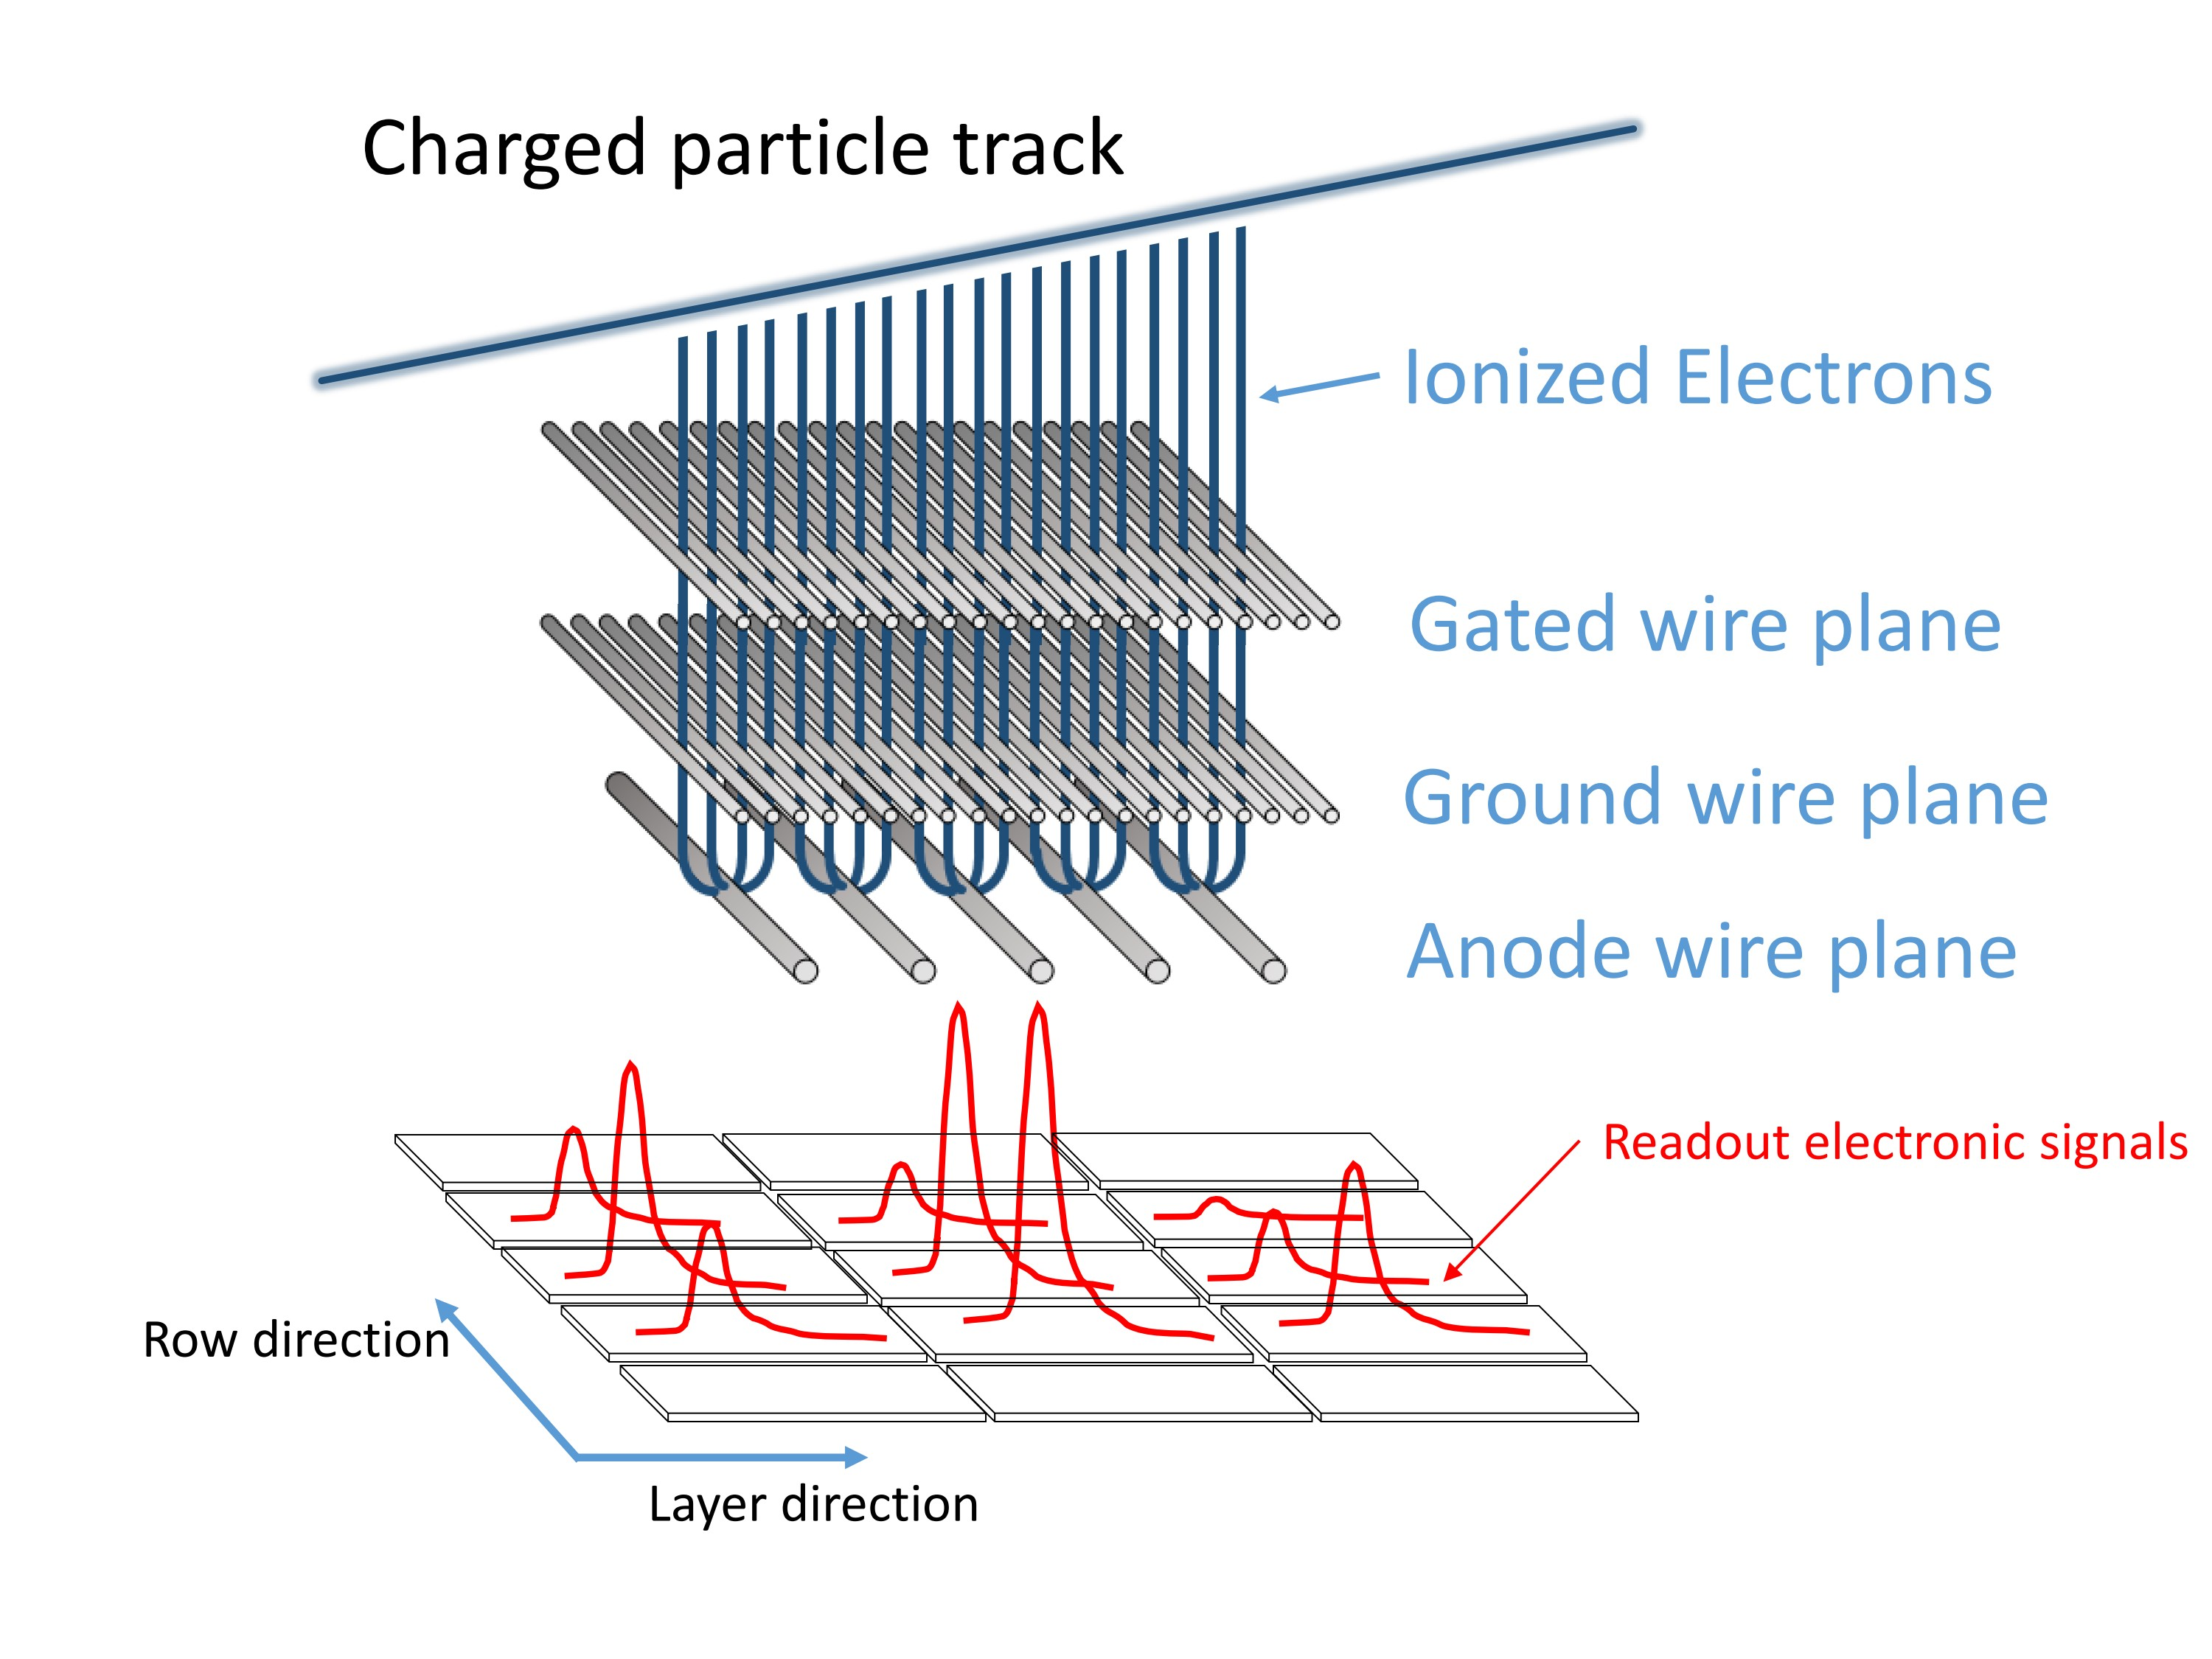 Charged particle track
Ionized Electrons
Gated wire plane
Ground wire plane
Anode wire plane
Readout electronic signals
Row direction
Layer direction